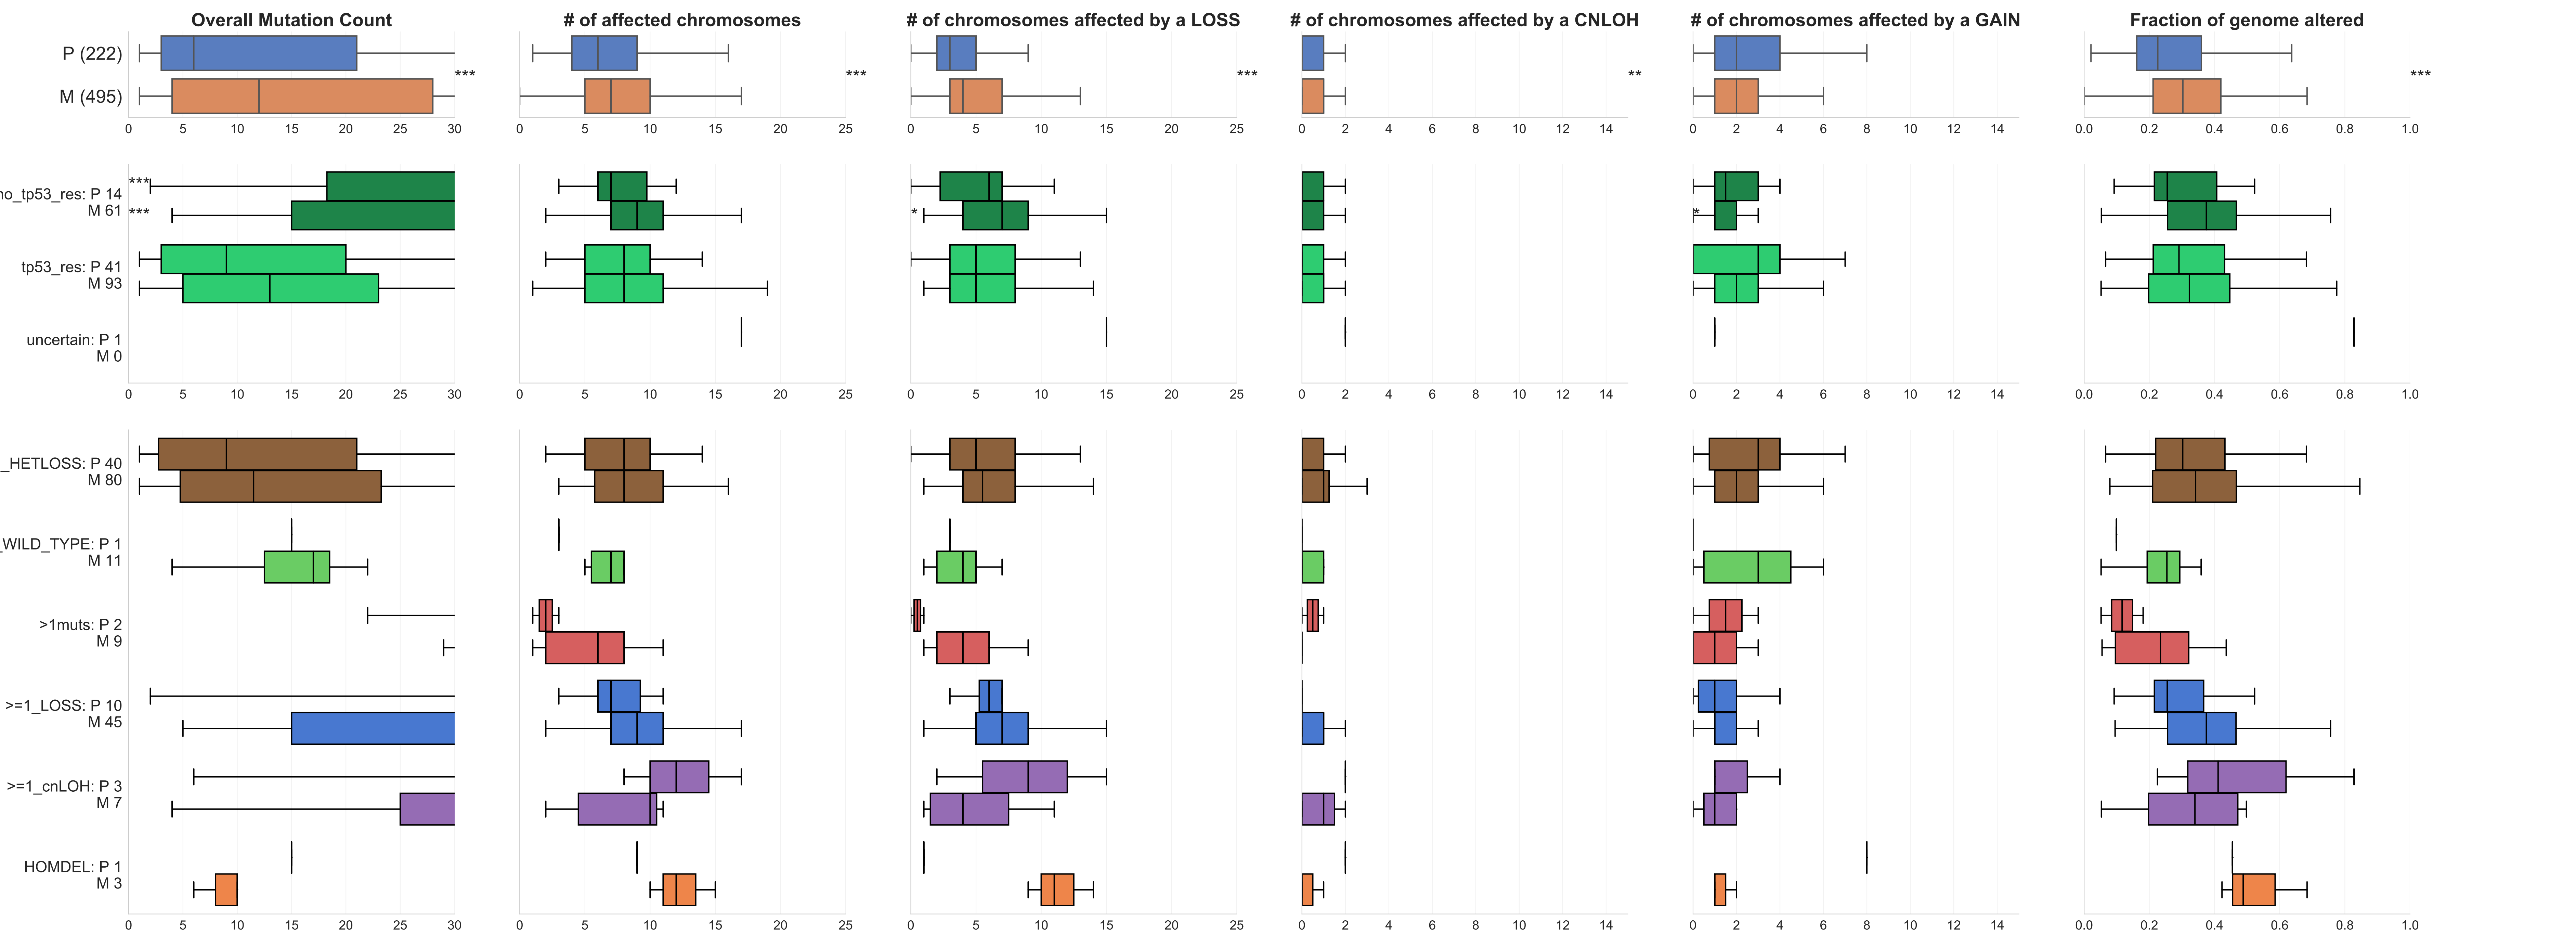 Overall Mutation Count
# of affected chromosomes
# of chromosomes affected by a LOSS
# of chromosomes affected by a CNLOH
# of chromosomes affected by a GAIN
Fraction of genome altered
P (222)
M (495)
*** *** *** ** ***
0 5 10 15 20 25 30
0 5 10 15 20 25
0 5 10 15 20 25
0 2 4 6 8 10 12 14
0 2 4 6 8 10 12 14
0.0 0.2 0.4 0.6 0.8 1.0
***
no_tp53_res: P 14
M 61
*** * *
tp53_res: P 41
M 93
uncertain: P 1
M 0
0 5 10 15 20 25 30
0 5 10 15 20 25
0 5 10 15 20 25
0 2 4 6 8 10 12 14
0 2 4 6 8 10 12 14
0.0 0.2 0.4 0.6 0.8 1.0
_HETLOSS: P 40
M 80
_WILD_TYPE: P 1
M 11
>1muts: P 2
M 9
>=1_LOSS: P 10
M 45
>=1_cnLOH: P 3
M 7
HOMDEL: P 1
M 3
0 5 10 15 20 25 30
0 5 10 15 20 25
0 5 10 15 20 25
0 2 4 6 8 10 12 14
0 2 4 6 8 10 12 14
0.0 0.2 0.4 0.6 0.8 1.0